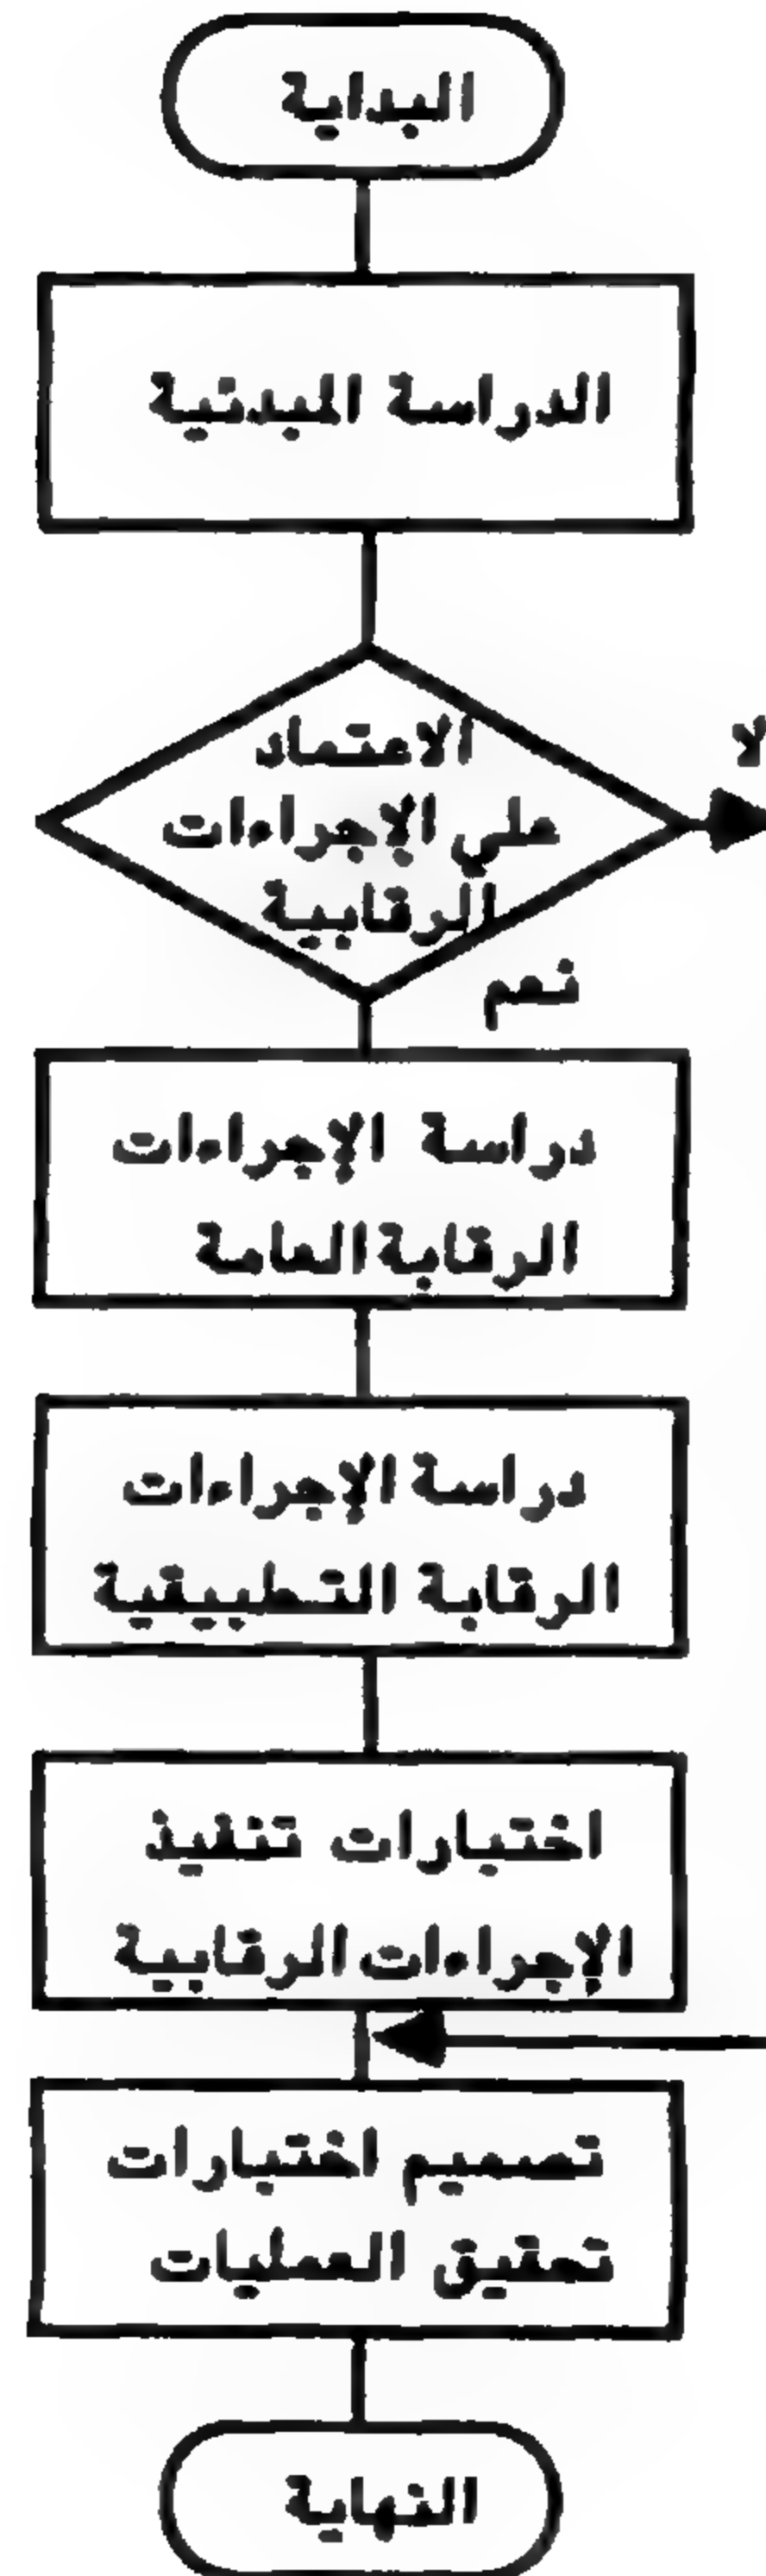 البداية
الدراسة المبدئية
الاعتماد
علي الإجراءات
الرقابية
لا
نعم
دراسة الإجراءات
الرقابة العامة
دراسة الإجراءات
الرقابة التطبيقية
اختبارات تنفيذ
الإجراءات الرقابية
تصميم اختبارات
تحقيق العمليات
النهاية